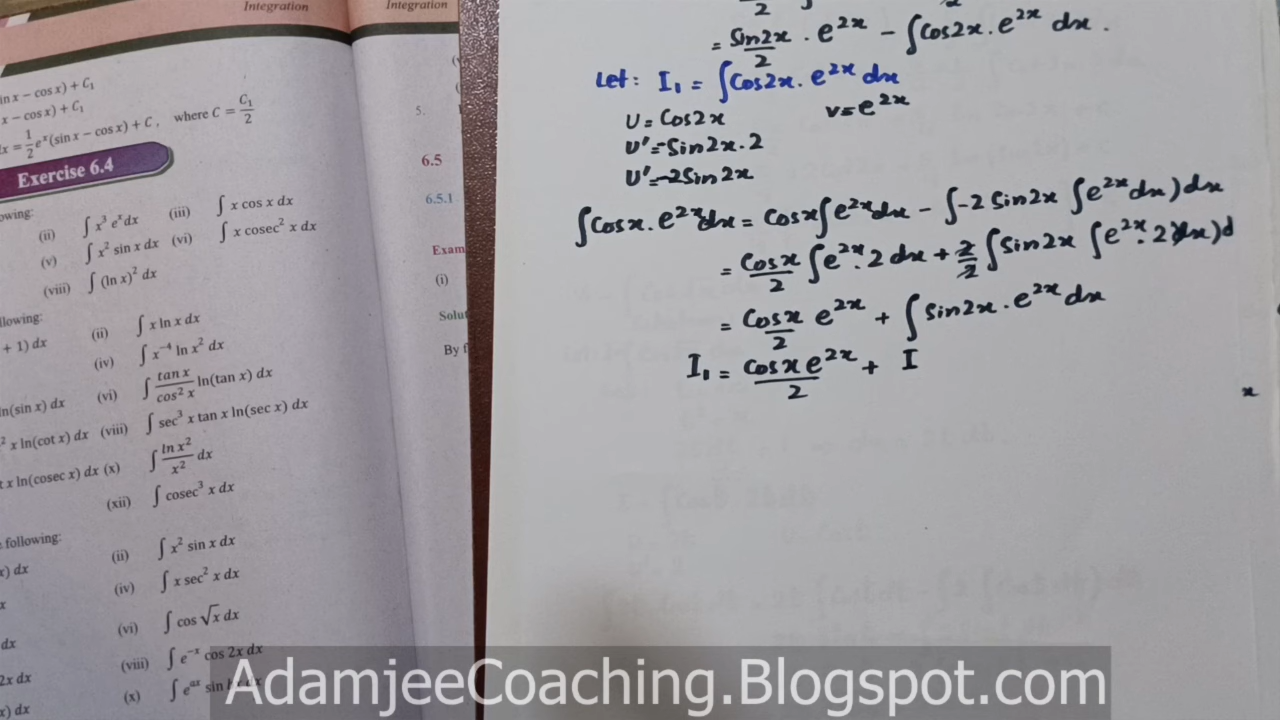 Integration
Integration
in x − cos x) + C₁
x − cos x) + C₁
dx = 1/2 eˣ(sin x − cos x) + C, where C = C₁/2
Exercise 6.4
owing:
(ii) ∫ x³ eˣ dx (iii) ∫ x cos x dx
(v) ∫ x² sin x dx (vi) ∫ x cosec² x dx
(viii) ∫ (ln x)² dx
llowing:
+ 1) dx (ii) ∫ x ln x dx
(iv) ∫ x⁻⁴ ln x² dx
ln(sin x) dx (vi) ∫ tan x/cos² x ln(tan x) dx
² x ln(cot x) dx (viii) ∫ sec³ x tan x ln(sec x) dx
t x ln(cosec x) dx (x) ∫ ln x²/x² dx
(xii) ∫ cosec³ x dx
following:
x) dx (ii) ∫ x² sin x dx
x (iv) ∫ x sec² x dx
dx (vi) ∫ cos √x dx
2x dx (viii) ∫ e⁻ˣ cos 2x dx
x) dx (x) ∫ eᵃˣ sin
5.
6.5
6.5.1
Exam
(i)
Solut
By f
2 ∫
= Sin2x/2 . e²ˣ − ∫Cos2x. e²ˣ dx .
Let: I₁ = ∫Cos2x. e²ˣ dx
U = Cos2x v= e²ˣ
U' =-Sin2x. 2
U' =-2Sin2x
∫Cosx. e²ˣ dx = Cosx∫e²ˣ dx − ∫-2 Sin2x ∫e²ˣ dx) dx
= Cosx/2 ∫e²ˣ. 2 dx + 2/2 ∫Sin2x ∫e²ˣ. 2 dx) d
= Cosx/2 e²ˣ + ∫Sin2x. e²ˣ dx
I₁ = Cosx e²ˣ/2 + I
x
AdamjeeCoaching.Blogspot.com